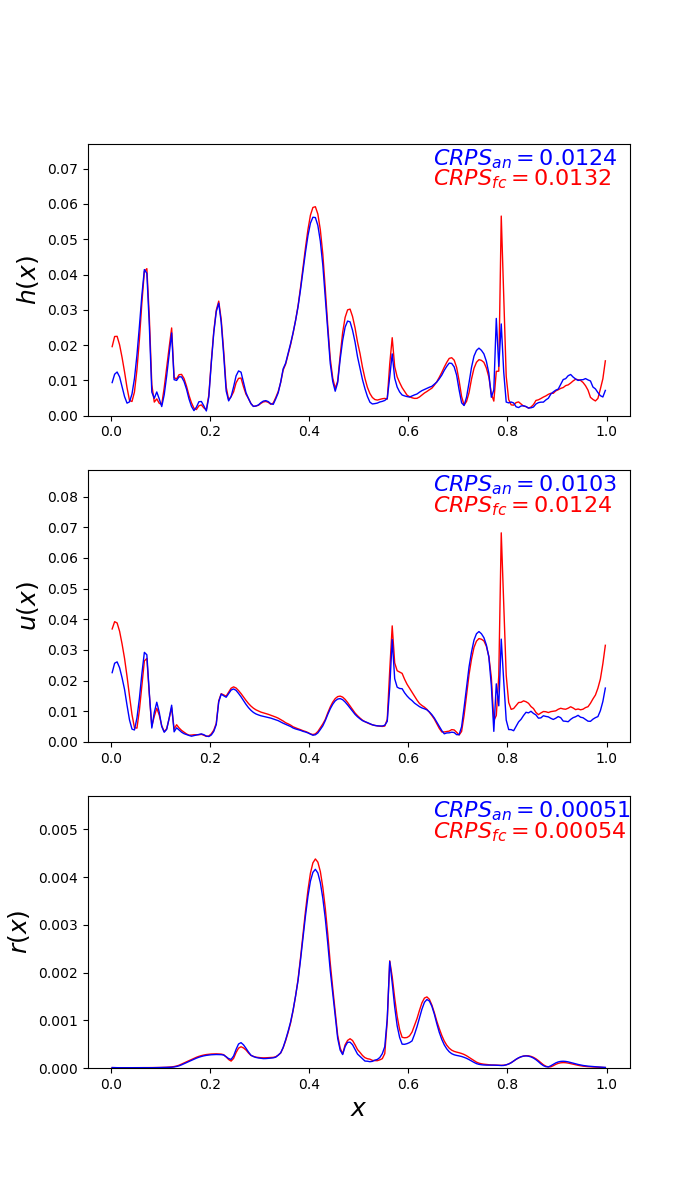 CRPS_an = 0.0124
CRPS_fc = 0.0132
0.07
0.06
0.05
0.04
0.03
0.02
0.01
0.00
h(x)
0.0 0.2 0.4 0.6 0.8 1.0
CRPS_an = 0.0103
CRPS_fc = 0.0124
0.08
0.07
0.06
0.05
0.04
0.03
0.02
0.01
0.00
u(x)
0.0 0.2 0.4 0.6 0.8 1.0
CRPS_an = 0.00051
CRPS_fc = 0.00054
0.005
0.004
0.003
0.002
0.001
0.000
r(x)
0.0 0.2 0.4 0.6 0.8 1.0
x